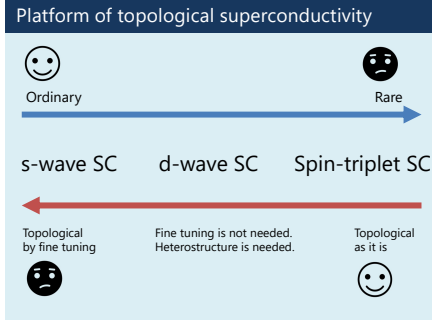 Platform of topological superconductivity
Ordinary Rare
s-wave SC d-wave SC Spin-triplet SC
Topological Fine tuning is not needed. Topological
by fine tuning Heterostructure is needed. as it is